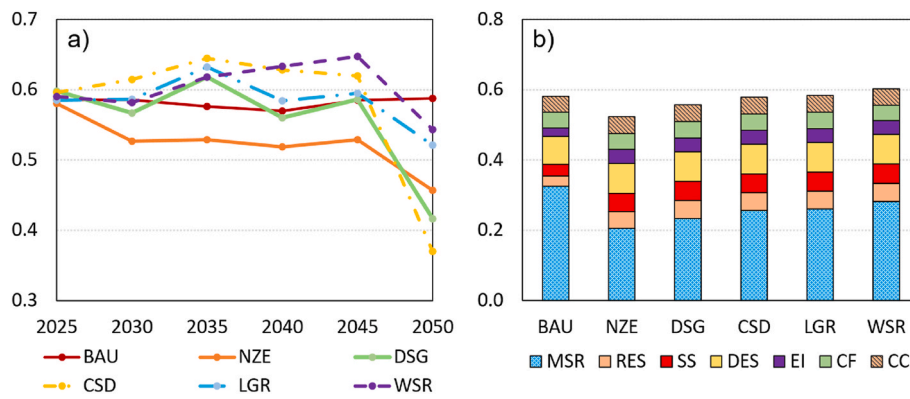 a)
0.7
0.6
0.5
0.4
0.3
2025 2030 2035 2040 2045 2050
BAU NZE DSG
CSD LGR WSR
b)
0.8
0.6
0.4
0.2
0.0
BAU NZE DSG CSD LGR WSR
MSR RES SS DES EI CF CC